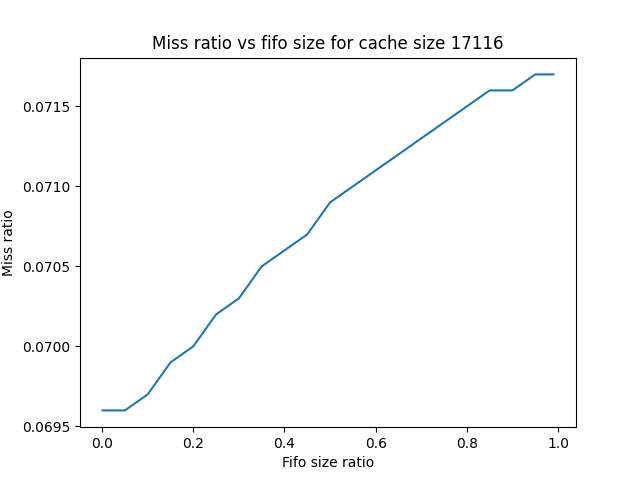 Miss ratio vs fifo size for cache size 17116
0.0715
0.0710
0.0705
0.0700
0.0695
Miss ratio
0.0 0.2 0.4 0.6 0.8 1.0
Fifo size ratio